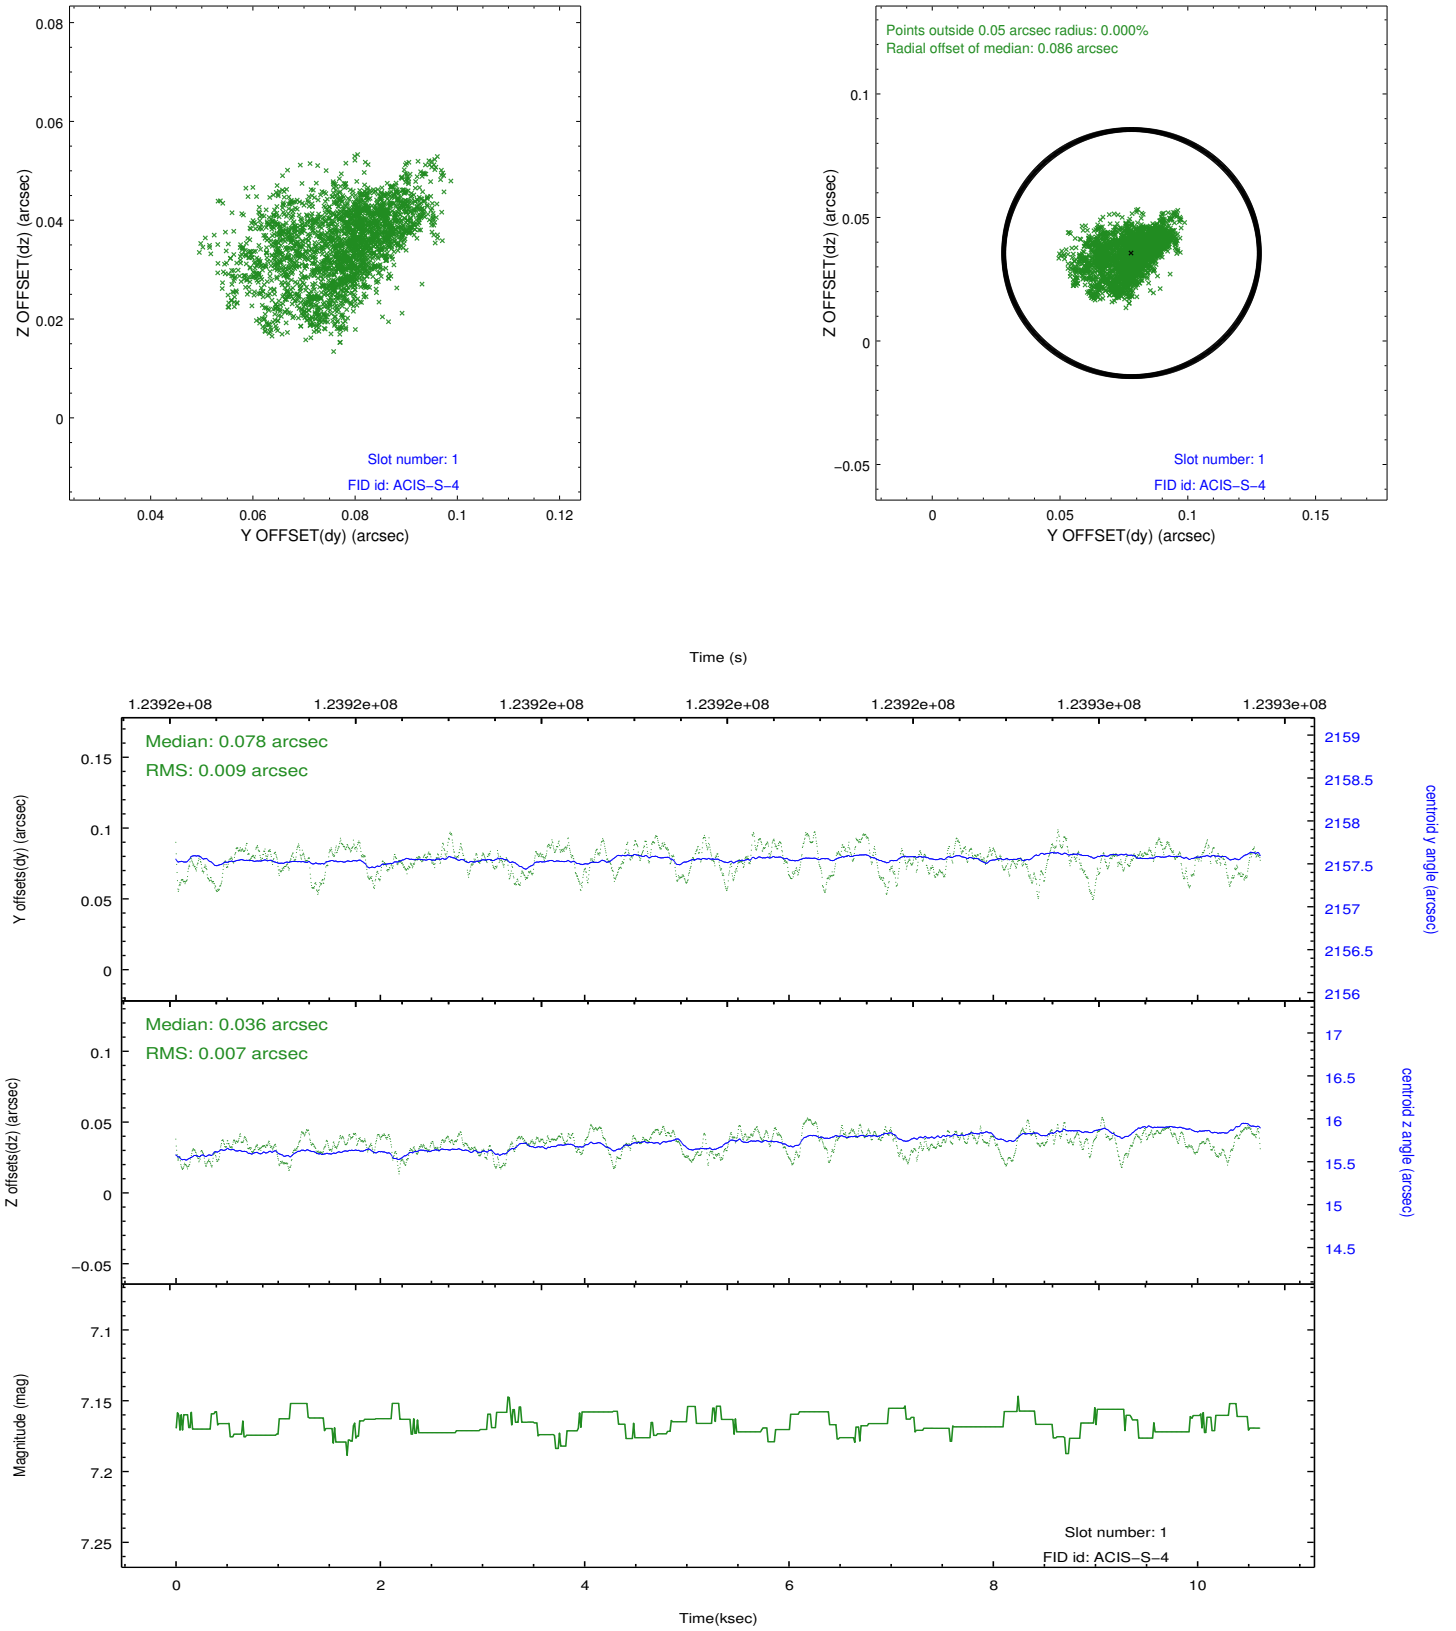 0.08
0.06
0.04
0.02
0
Z OFFSET(dz) (arcsec)
Slot number: 1
FID id: ACIS−S−4
0.04
0.06
0.08
0.1
0.12
Y OFFSET(dy) (arcsec)
Points outside 0.05 arcsec radius: 0.000%
Radial offset of median: 0.086 arcsec
0.1
0.05
0
−0.05
Z OFFSET(dz) (arcsec)
Slot number: 1
FID id: ACIS−S−4
0
0.05
0.1
0.15
Y OFFSET(dy) (arcsec)
Time (s)
1.2392e+08
1.2392e+08
1.2392e+08
1.2392e+08
1.2392e+08
1.2393e+08
1.2393e+08
Median: 0.078 arcsec
RMS: 0.009 arcsec
0.15
0.1
0.05
0
Y offsets(dy) (arcsec)
2159
2158.5
2158
2157.5
2157
2156.5
2156
centroid y angle (arcsec)
Median: 0.036 arcsec
RMS: 0.007 arcsec
0.1
0.05
0
−0.05
Z offsets(dz) (arcsec)
17
16.5
16
15.5
15
14.5
centroid z angle (arcsec)
7.1
7.15
7.2
7.25
Magnitude (mag)
Slot number: 1
FID id: ACIS−S−4
0
2
4
6
8
10
Time(ksec)